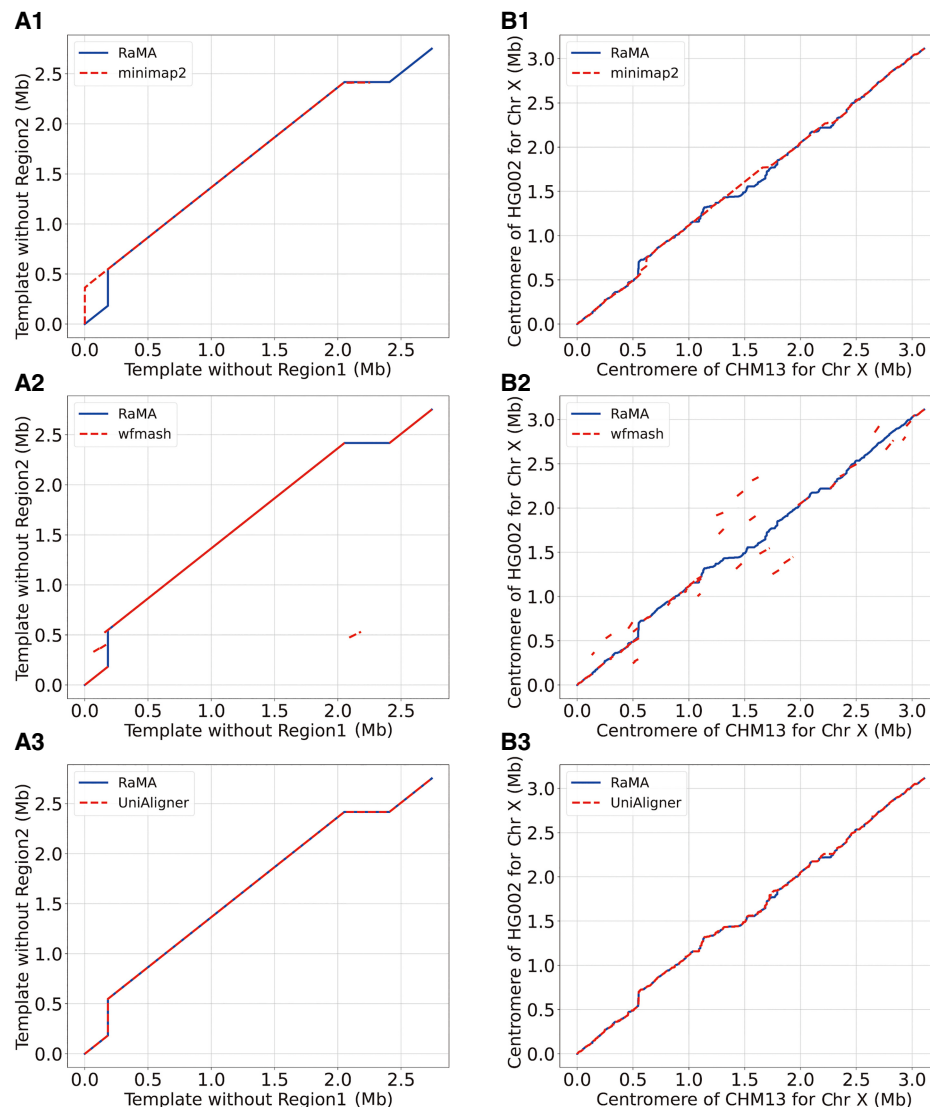 A1
RaMA
minimap2
Template without Region2 (Mb)
2.5
2.0
1.5
1.0
0.5
0.0
0.0 0.5 1.0 1.5 2.0 2.5
Template without Region1 (Mb)
B1
RaMA
minimap2
Centromere of HG002 for Chr X (Mb)
3.0
2.5
2.0
1.5
1.0
0.5
0.0
0.0 0.5 1.0 1.5 2.0 2.5 3.0
Centromere of CHM13 for Chr X (Mb)
A2
RaMA
wfmash
Template without Region2 (Mb)
2.5
2.0
1.5
1.0
0.5
0.0
0.0 0.5 1.0 1.5 2.0 2.5
Template without Region1 (Mb)
B2
RaMA
wfmash
Centromere of HG002 for Chr X (Mb)
3.0
2.5
2.0
1.5
1.0
0.5
0.0
0.0 0.5 1.0 1.5 2.0 2.5 3.0
Centromere of CHM13 for Chr X (Mb)
A3
RaMA
UniAligner
Template without Region2 (Mb)
2.5
2.0
1.5
1.0
0.5
0.0
0.0 0.5 1.0 1.5 2.0 2.5
Template without Region1 (Mb)
B3
RaMA
UniAligner
Centromere of HG002 for Chr X (Mb)
3.0
2.5
2.0
1.5
1.0
0.5
0.0
0.0 0.5 1.0 1.5 2.0 2.5 3.0
Centromere of CHM13 for Chr X (Mb)